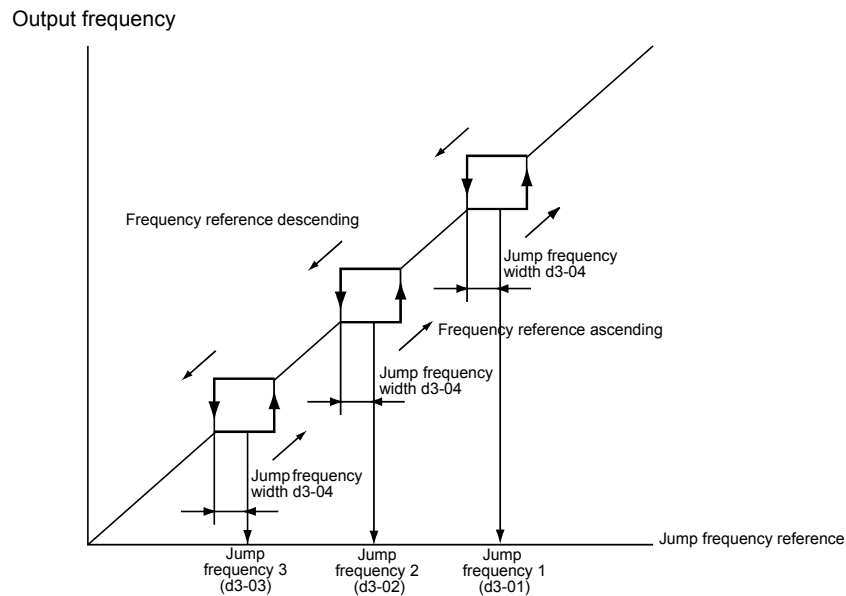 Output frequency
Frequency reference descending
Jump frequency
width d3-04
Frequency reference ascending
Jump frequency
width d3-04
Jump frequency
width d3-04
Jump frequency reference
Jump
frequency 3
(d3-03)
Jump
frequency 2
(d3-02)
Jump
frequency 1
(d3-01)